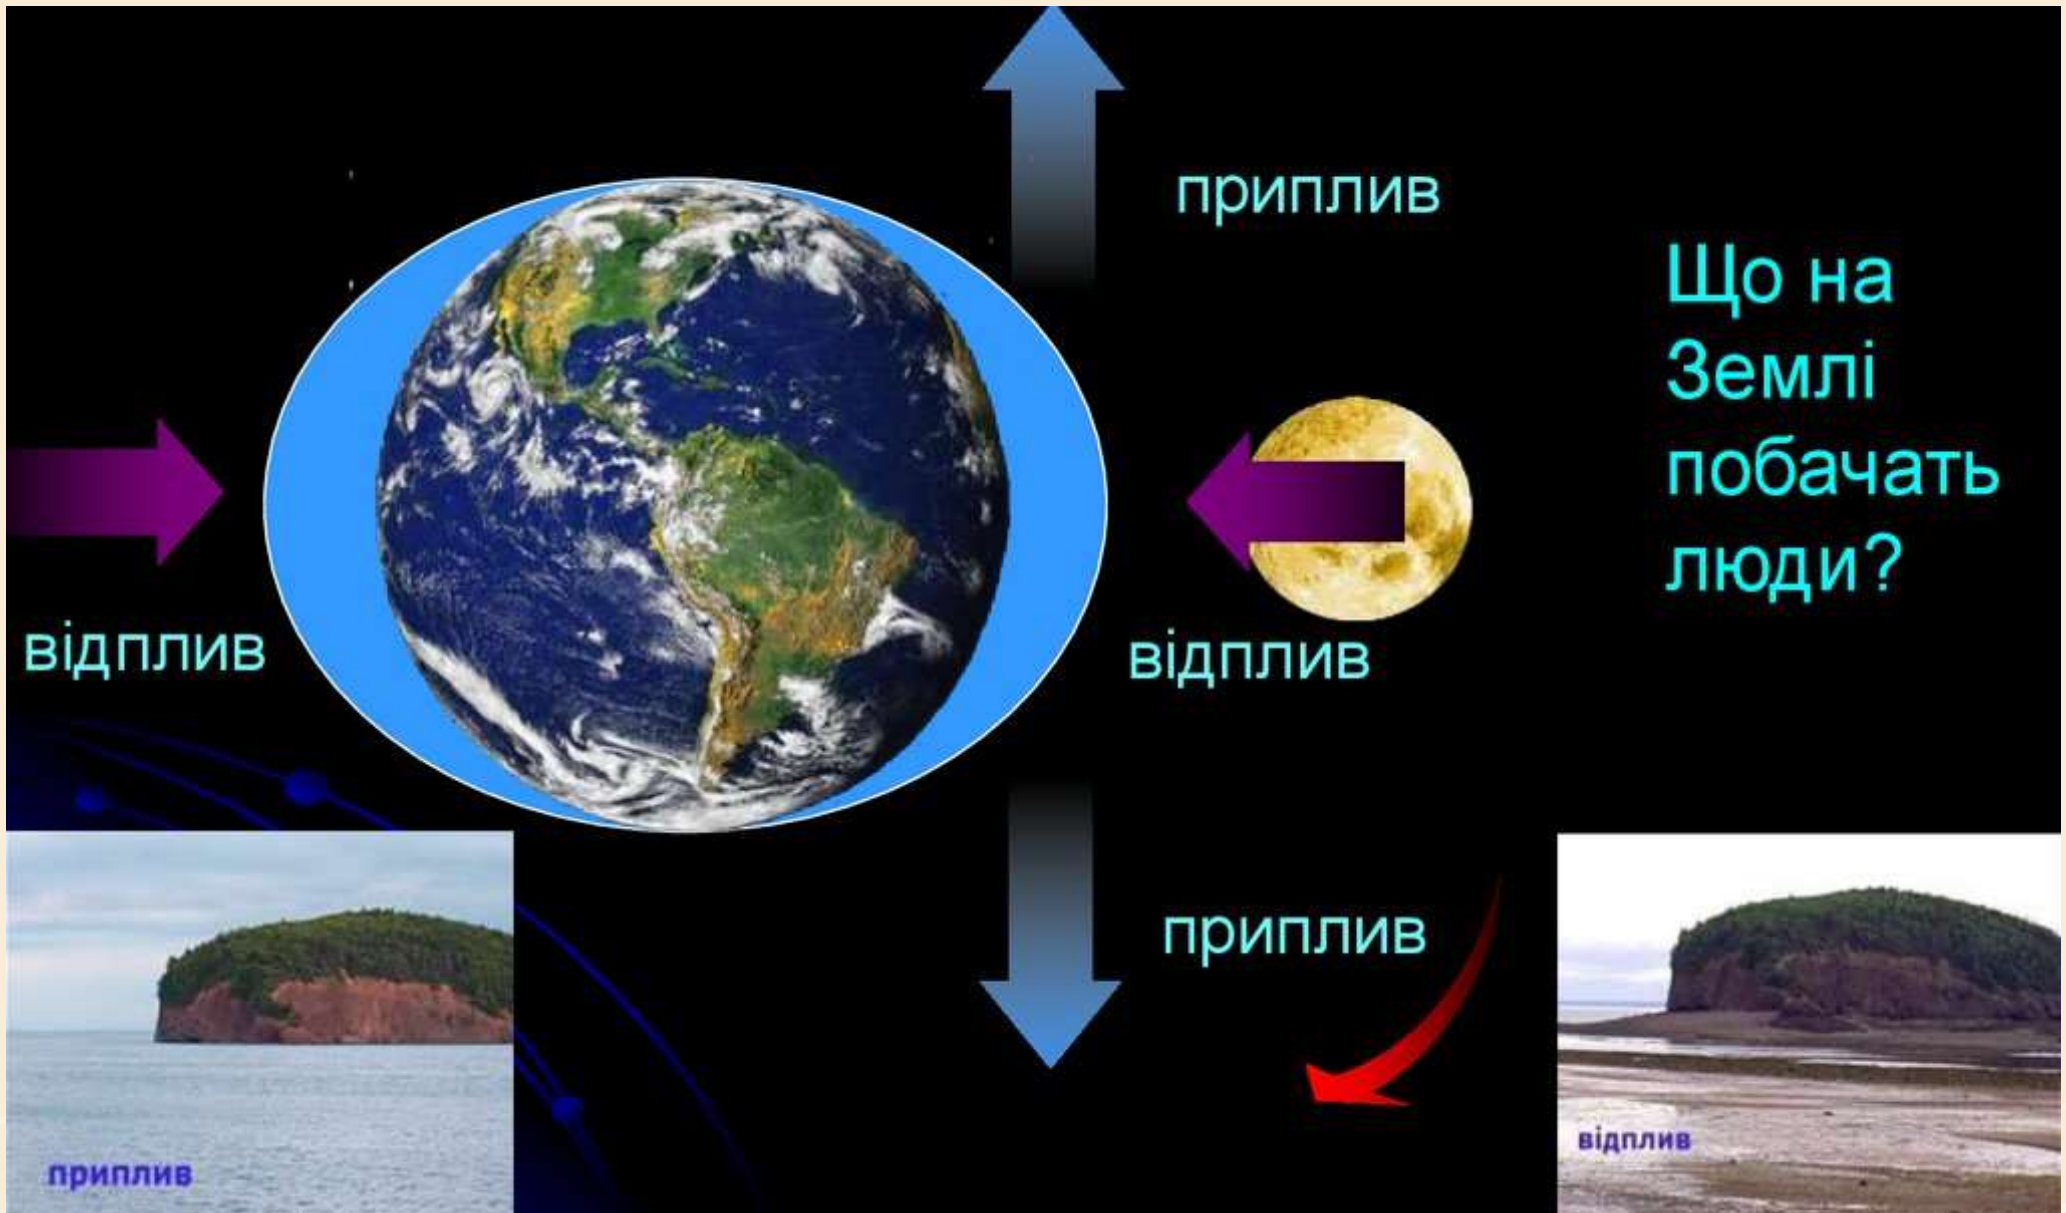 приплив
Що на
Землі
побачать
люди?
відплив
відплив
приплив
відплив
приплив